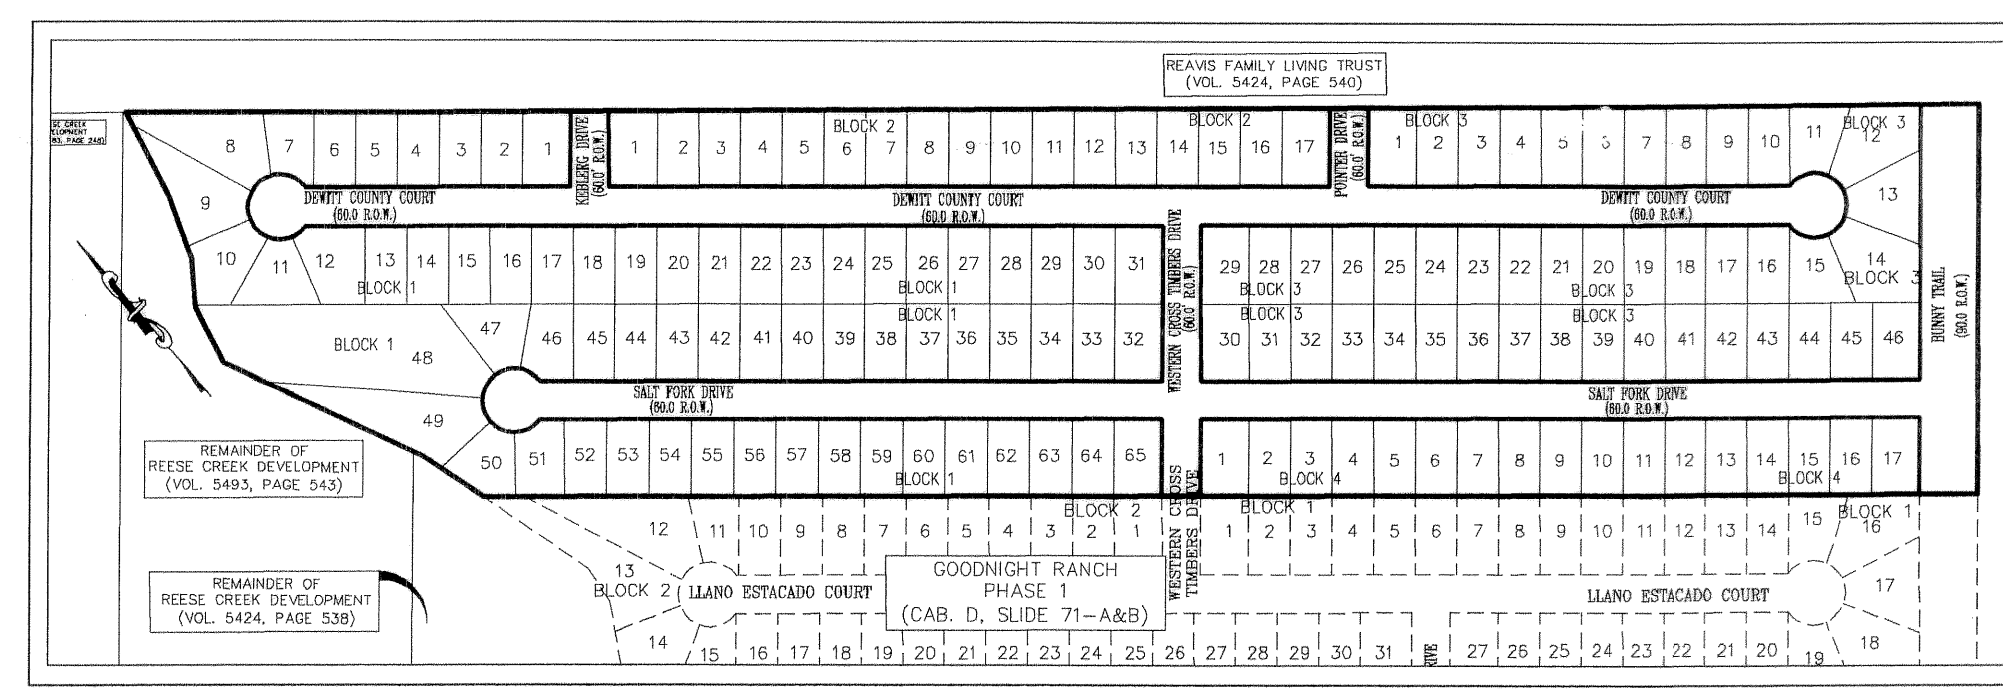 REAVIS FAMILY LIVING TRUST
(VOL. 5424, PAGE 540)
SE CREEK
ELOPMENT
83, PAGE 248)
BLOCK 2
BLOCK 2
BLOCK 3
BLOCK 3
8 7 6 5 4 3 2 1
KLEBERG DRIVE
(60.0' R.O.W.)
1 2 3 4 5 6 7 8 9 10 11 12 13 14 15 16 17
POINTER DRIVE
(60.0' R.O.W.)
1 2 3 4 5 6 7 8 9 10 11 12
9
13
DEWITT COUNTY COURT
(60.0 R.O.W.)
DEWITT COUNTY COURT
(60.0 R.O.W.)
DEWITT COUNTY COURT
(60.0 R.O.W.)
10 11 12 13 14 15 16 17 18 19 20 21 22 23 24 25 26 27 28 29 30 31
WESTERN CROSS TIMBERS DRIVE
(60.0' R.O.W.)
29 28 27 26 25 24 23 22 21 20 19 18 17 16 15 14
BLOCK 1
BLOCK 1
BLOCK 3
BLOCK 3
BLOCK 3
BUNNY TRAIL
(90.0 R.O.W.)
BLOCK 1
BLOCK 3
BLOCK 3
BLOCK 1
48 47 46 45 44 43 42 41 40 39 38 37 36 35 34 33 32
30 31 32 33 34 35 36 37 38 39 40 41 42 43 44 45 46
SALT FORK DRIVE
(60.0 R.O.W.)
SALT FORK DRIVE
(60.0 R.O.W.)
49
50 51 52 53 54 55 56 57 58 59 60 61 62 63 64 65
1 2 3 4 5 6 7 8 9 10 11 12 13 14 15 16 17
BLOCK 1
BLOCK 4
BLOCK 4
REMAINDER OF
REESE CREEK DEVELOPMENT
(VOL. 5493, PAGE 543)
WESTERN CROSS
TIMBERS DRIVE
BLOCK 2
BLOCK 1
BLOCK 1
12 11 10 9 8 7 6 5 4 3 2 1
1 2 3 4 5 6 7 8 9 10 11 12 13 14 15 16
13
BLOCK 2
LLANO ESTACADO COURT
GOODNIGHT RANCH
PHASE 1
(CAB. D, SLIDE 71-A&B)
LLANO ESTACADO COURT
17
REMAINDER OF
REESE CREEK DEVELOPMENT
(VOL. 5424, PAGE 538)
14 15 16 17 18 19 20 21 22 23 24 25 26 27 28 29 30 31
RIVE
27 26 25 24 23 22 21 20 19 18